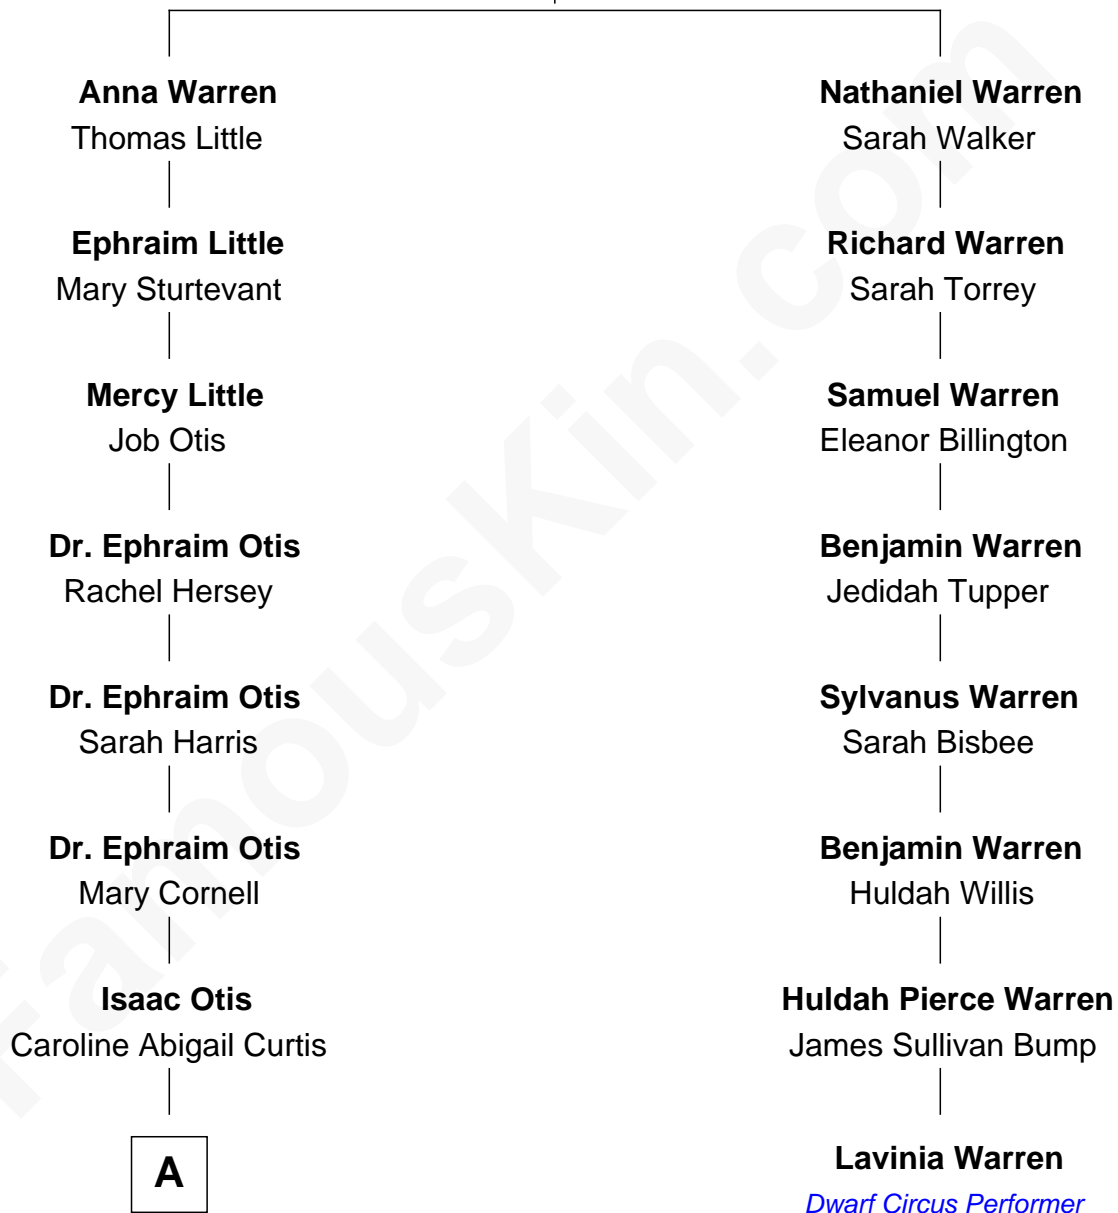 Anna Warren
Thomas Little
Ephraim Little
Mary Sturtevant
Mercy Little
Job Otis
Dr. Ephraim Otis
Rachel Hersey
Dr. Ephraim Otis
Sarah Harris
Dr. Ephraim Otis
Mary Cornell
Isaac Otis
Caroline Abigail Curtis
A
Nathaniel Warren
Sarah Walker
Richard Warren
Sarah Torrey
Samuel Warren
Eleanor Billington
Benjamin Warren
Jedidah Tupper
Sylvanus Warren
Sarah Bisbee
Benjamin Warren
Huldah Willis
Huldah Pierce Warren
James Sullivan Bump
Lavinia Warren
Dwarf Circus Performer
FamousKin.com